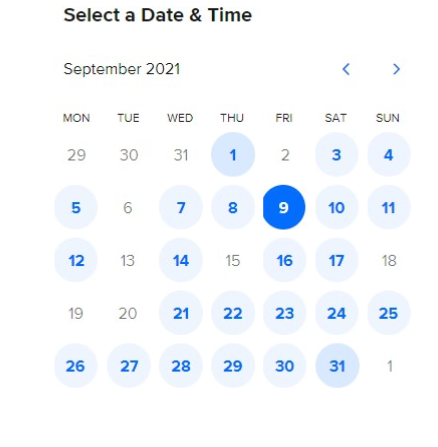 Select a Date & Time
September 2021
MON TUE WED THU FRI SAT SUN
29 30 31 1 2 3 4
5 6 7 8 9 10 11
12 13 14 15 16 17 18
19 20 21 22 23 24 25
26 27 28 29 30 31 1